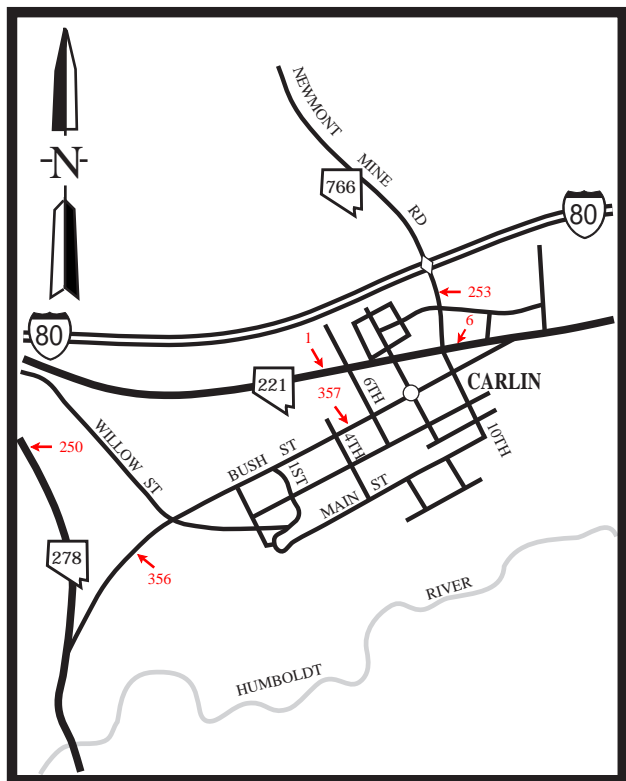 NEWMONT MINE RD
N
766
80
80
253
6
1
221
357
6TH
CARLIN
WILLOW ST
250
BUSH ST
4TH
10TH
1ST
MAIN ST
278
356
RIVER
HUMBOLDT